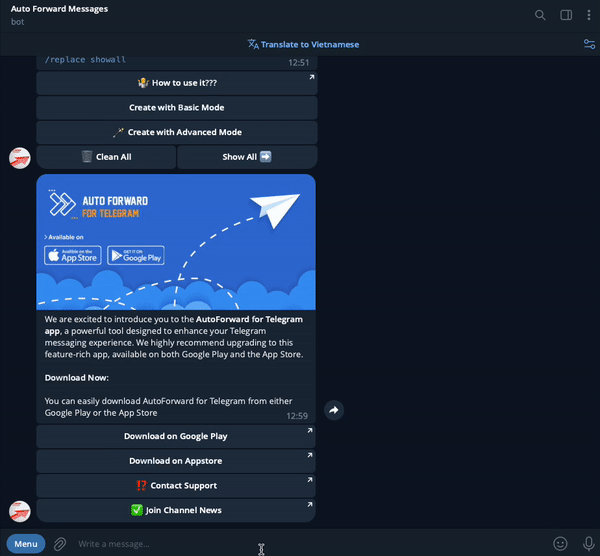 Auto Forward Messages
bot
Translate to Vietnamese
/replace showall
12:51
🤷 How to use it???
Create with Basic Mode
🪄 Create with Advanced Mode
🗑 Clean All
Show All ➡️
AUTO FORWARD
FOR TELEGRAM
> Available on
Available on the
App Store
GET IT ON
Google Play
We are excited to introduce you to the AutoForward for Telegram
app, a powerful tool designed to enhance your Telegram
messaging experience. We highly recommend upgrading to this
feature-rich app, available on both Google Play and the App Store.
Download Now:
You can easily download AutoForward for Telegram from either
Google Play or the App Store
12:59
Download on Google Play
Download on Appstore
⁉️ Contact Support
✅ Join Channel News
Menu
Write a message...